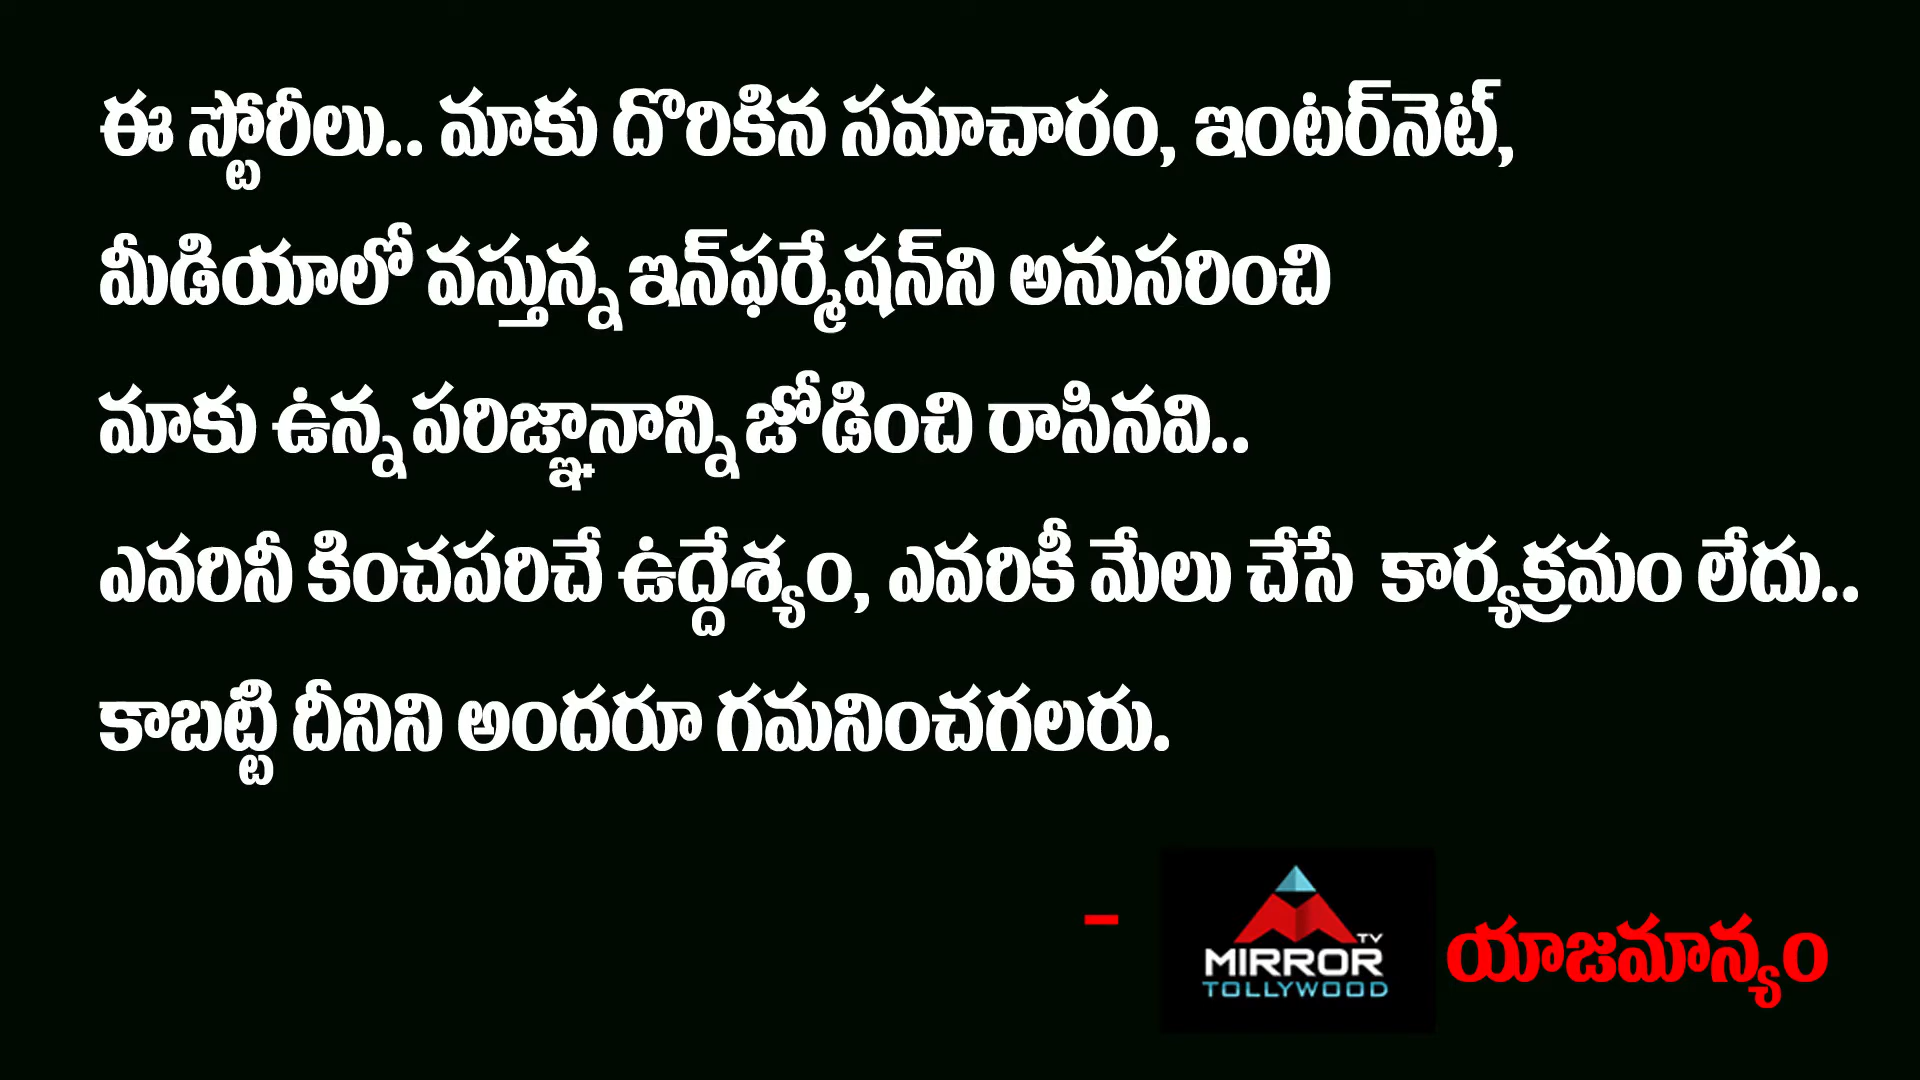 ఈ స్టోరీలు.. మాకు దొరికిన సమాచారం, ఇంటర్‌నెట్,
మీడియాలో వస్తున్న ఇన్‌ఫర్మేషన్‌ని అనుసరించి
మాకు ఉన్న పరిజ్ఞానాన్ని జోడించి రాసినవి..
ఎవరినీ కించపరిచే ఉద్దేశ్యం, ఎవరికీ మేలు చేసే కార్యక్రమం లేదు..
కాబట్టి దీనిని అందరూ గమనించగలరు.
- MIRROR TV TOLLYWOOD యాజమాన్యం